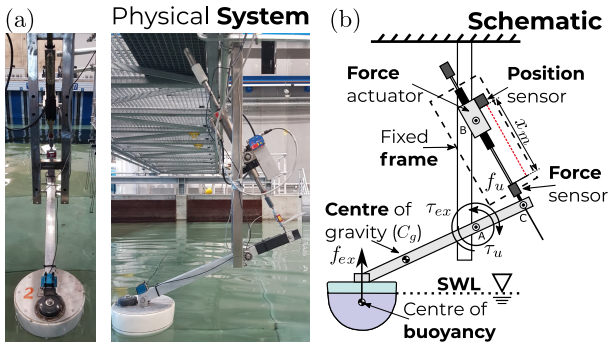 (a)
Physical System
2
(b)
Schematic
Force
actuator
Position
sensor
B
x_m
Fixed
frame
f_u
Force
sensor
τ_ex
C
Centre of
gravity (C_g)
A
τ_u
f_ex
SWL
Centre of
buoyancy